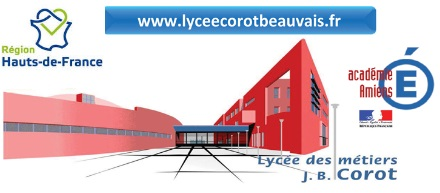 www.lyceecorotbeauvais.fr
Région
Hauts-de-France
académie
Amiens
É
Lycée des métiers
J. B. Corot